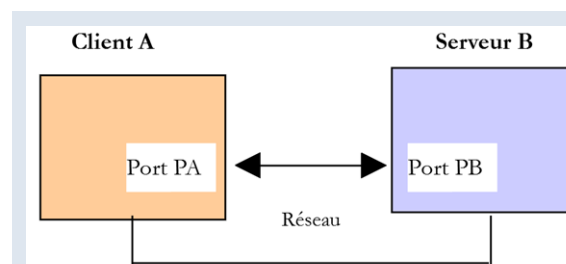 Client A
Serveur B
Port PA
Port PB
Réseau